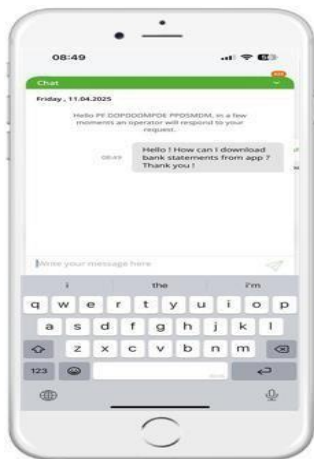 08:49
Chat
Friday, 11.04.2025
Hello PF DOPDDOMPDE PPDSMDM, in a few
moments an operator will respond to your
request.
08:49
Hello ! How can I download
bank statements from app ?
Thank you !
Write your message here
i the i'm
q w e r t y u i o p
a s d f g h j k l
z x c v b n m
123